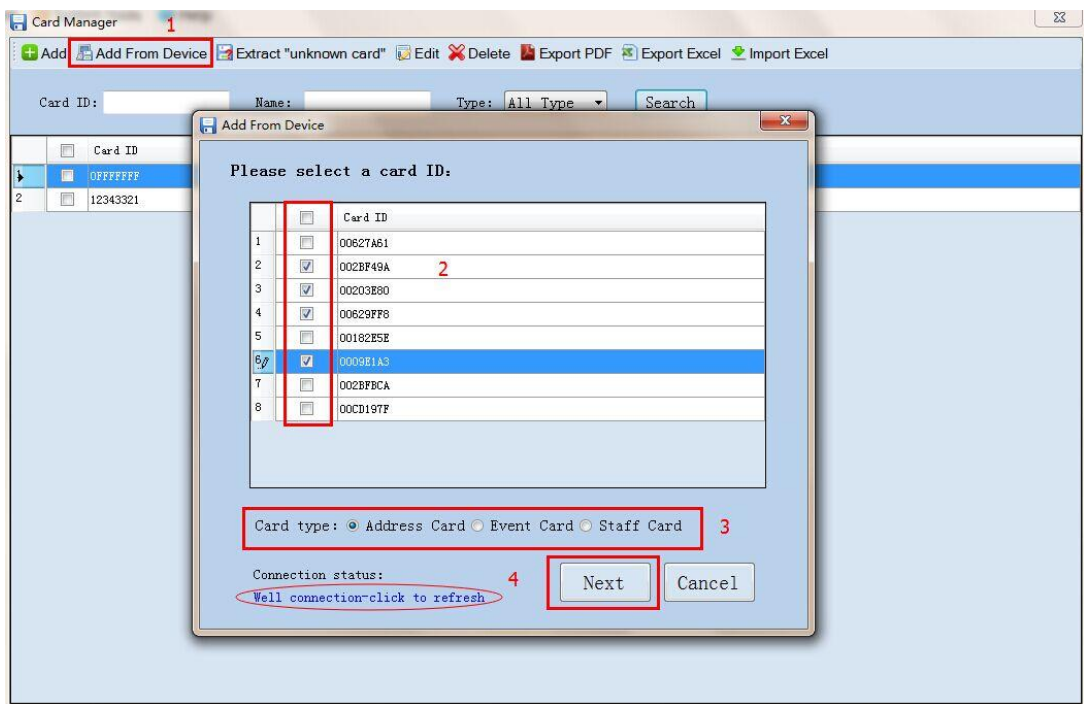 Card Manager
1
Add Add From Device Extract "unknown card" Edit Delete Export PDF Export Excel Import Excel
Card ID: Name: Type: All Type Search
Add From Device
Card ID
0FFFFFFF
2 12343321
Please select a card ID:
Card ID
1 00627A61
2 002BF49A
2
3 00203E80
4 00629FF8
5 00182E5E
6 0009E1A3
7 002BFBCA
8 00CD197F
Card type: Address Card Event Card Staff Card
3
Connection status:
Well connection-click to refresh
4
Next Cancel